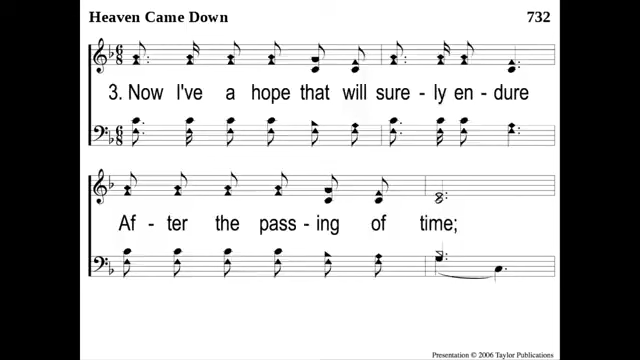 Heaven Came Down 732
3. Now I've a hope that will sure - ly en - dure
Af - ter the pass - ing of time;
Presentation © 2006 Taylor Publications